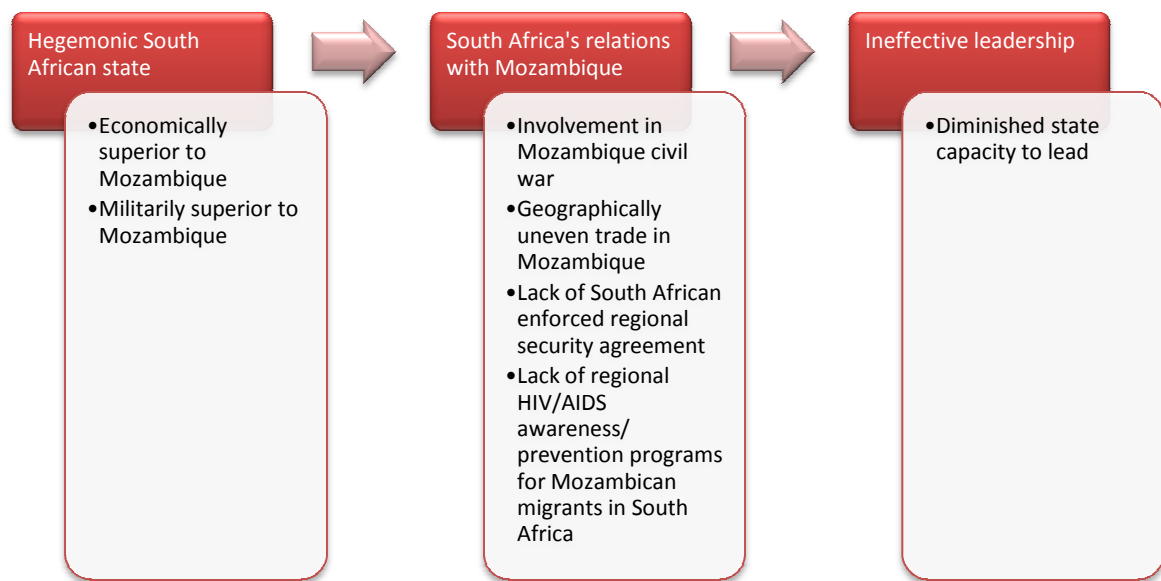 Hegemonic South
African state
•Economically
superior to
Mozambique
•Militarily superior to
Mozambique
South Africa's relations
with Mozambique
•Involvement in
Mozambique civil
war
•Geographically
uneven trade in
Mozambique
•Lack of South African
enforced regional
security agreement
•Lack of regional
HIV/AIDS
awareness/
prevention programs
for Mozambican
migrants in South
Africa
Ineffective leadership
•Diminished state
capacity to lead